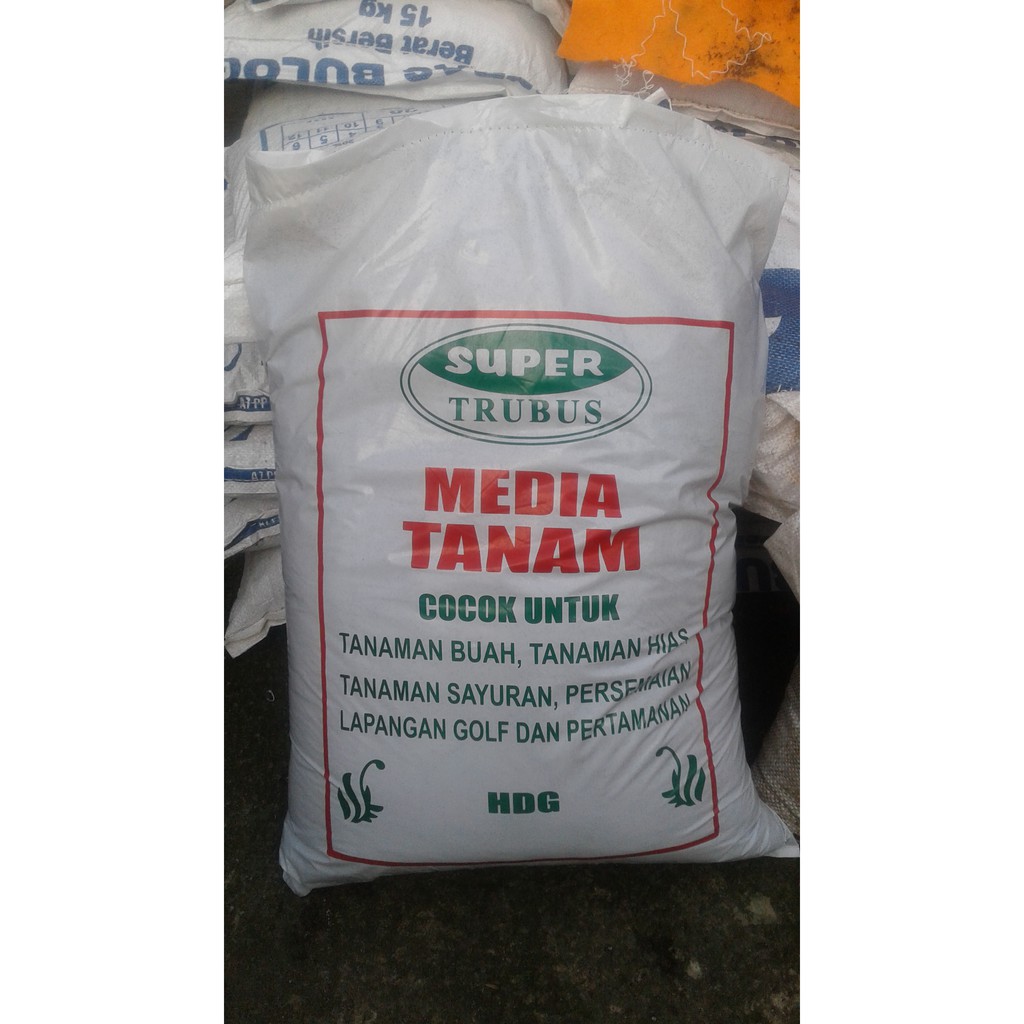 15 kg
Berat Bersih
BULOG
SUPER
TRUBUS
MEDIA
TANAM
COCOK UNTUK
TANAMAN BUAH, TANAMAN HIAS
TANAMAN SAYURAN, PERSEMAIAN
LAPANGAN GOLF DAN PERTAMANAN
HDG